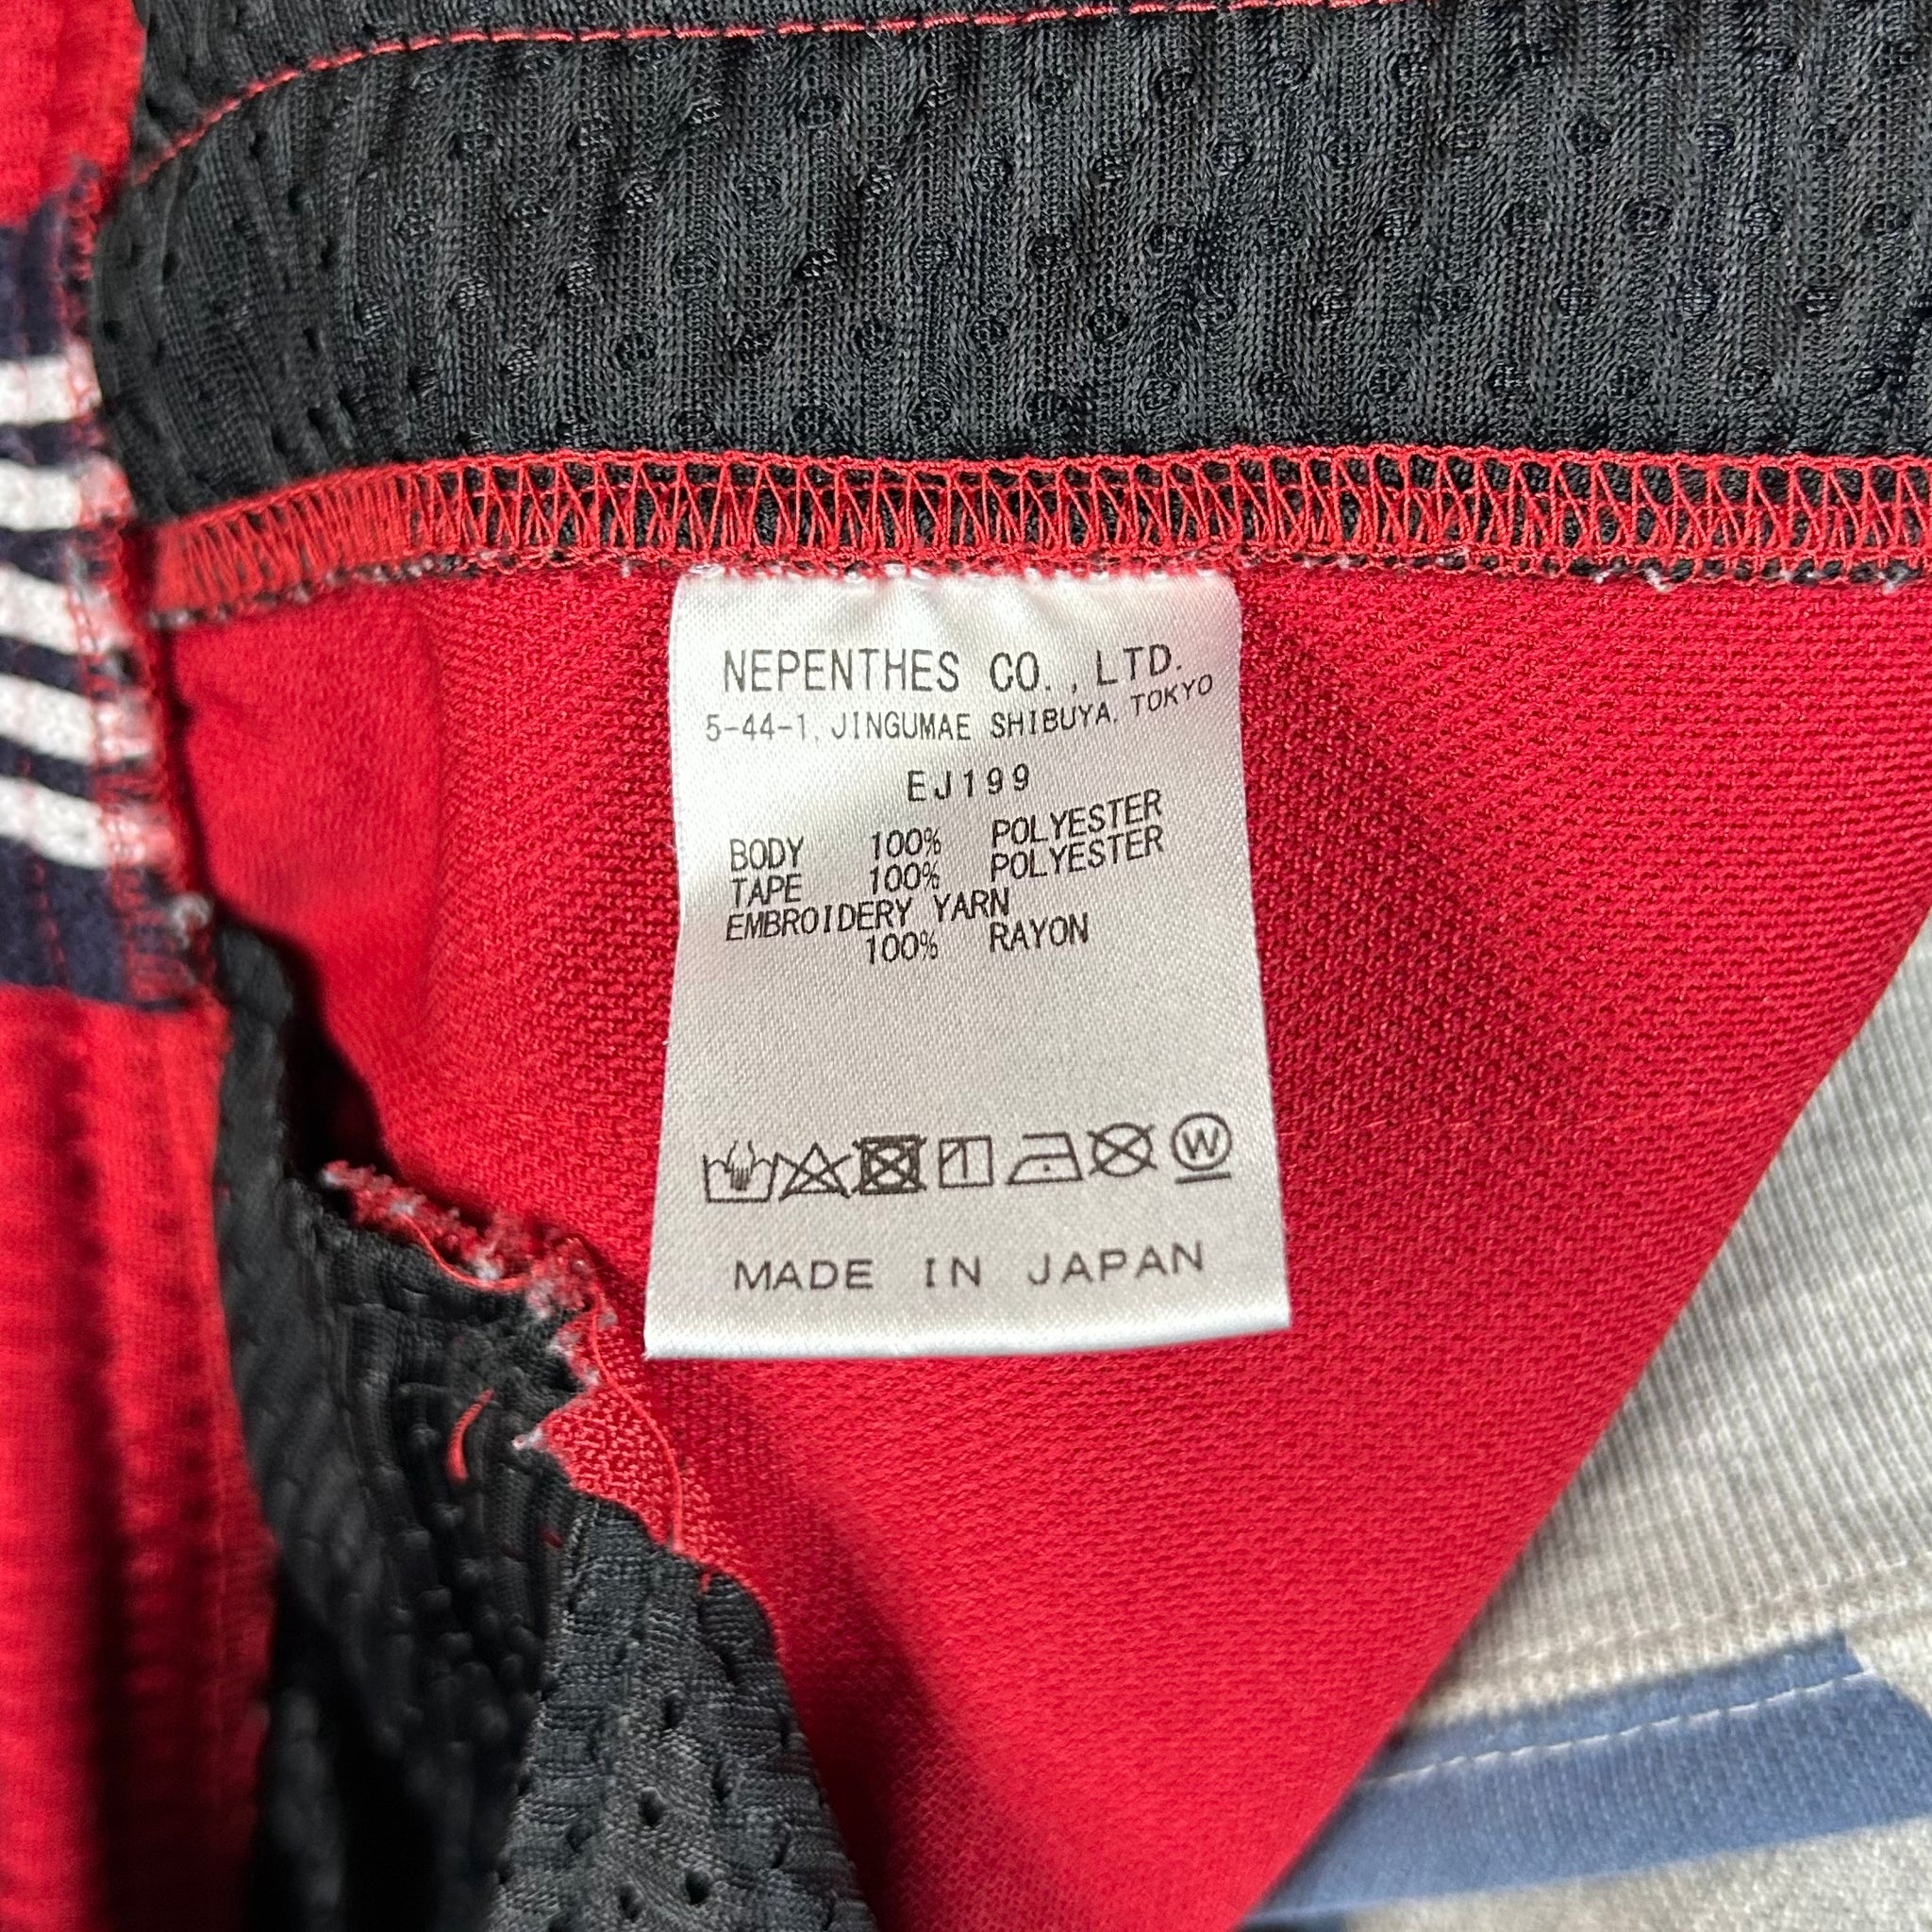 NEPENTHES CO., LTD.
5-44-1, JINGUMAE SHIBUYA, TOKYO
EJ199
BODY 100% POLYESTER
TAPE 100% POLYESTER
EMBROIDERY YARN
100% RAYON
W
MADE IN JAPAN